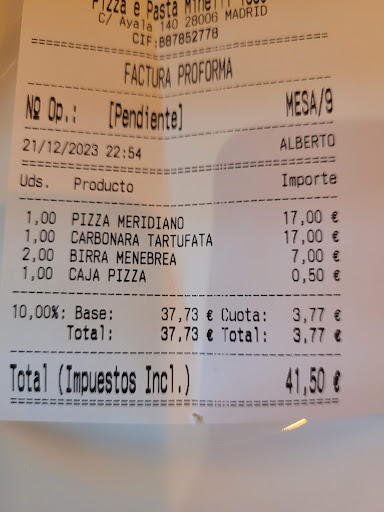 Pizza e Pasta
C/ Ayala 140 28006 MADRID
CIF:B87852778
FACTURA PROFORMA
Nº Op.: [Pendiente] MESA/9
21/12/2023 22:54 ALBERTO
Uds. Producto Importe
1,00 PIZZA MERIDIANO 17,00 €
1,00 CARBONARA TARTUFATA 17,00 €
2,00 BIRRA MENEBREA 7,00 €
1,00 CAJA PIZZA 0,50 €
10,00%: Base: 37,73 € Cuota: 3,77 €
Total: 37,73 € Total: 3,77 €
Total (Impuestos Incl.) 41,50 €